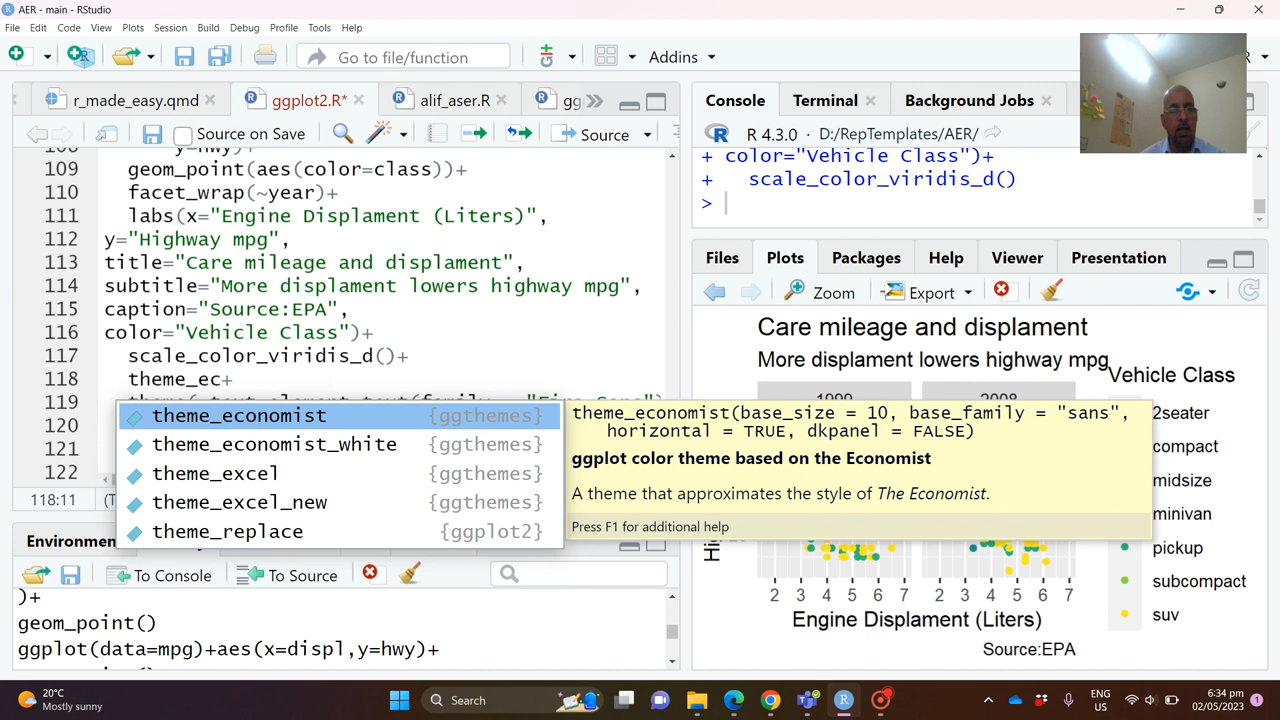 AER - main - RStudio
File Edit Code View Plots Session Build Debug Profile Tools Help
Go to file/function
Addins
r_made_easy.qmd
ggplot2.R*
alif_aser.R
gg
Source on Save
Source
109 geom_point(aes(color=class))+
110 facet_wrap(~year)+
111 labs(x="Engine Displament (Liters)",
112 y="Highway mpg",
113 title="Care mileage and displament",
114 subtitle="More displament lowers highway mpg",
115 caption="Source:EPA",
116 color="Vehicle Class")+
117 scale_color_viridis_d()+
118 theme_ec+
119
120
121
122
theme_economist {ggthemes}
theme_economist_white {ggthemes}
theme_excel {ggthemes}
theme_excel_new {ggthemes}
theme_replace {ggplot2}
theme_economist(base_size = 10, base_family = "sans",
horizontal = TRUE, dkpanel = FALSE)
ggplot color theme based on the Economist
A theme that approximates the style of The Economist.
Press F1 for additional help
118:11
To Console
To Source
)+
geom_point()
ggplot(data=mpg)+aes(x=displ,y=hwy)+
Console Terminal Background Jobs
R 4.3.0 · D:/RepTemplates/AER/
+ color="Vehicle Class")+
+ scale_color_viridis_d()
>
Files Plots Packages Help Viewer Presentation
Zoom
Export
Care mileage and displament
More displament lowers highway mpg
Vehicle Class
2seater
compact
midsize
minivan
pickup
subcompact
suv
2 3 4 5 6 7 2 3 4 5 6 7
Engine Displament (Liters)
Source:EPA
20°C
Mostly sunny
Search
ENG
US
6:34 pm
02/05/2023
1